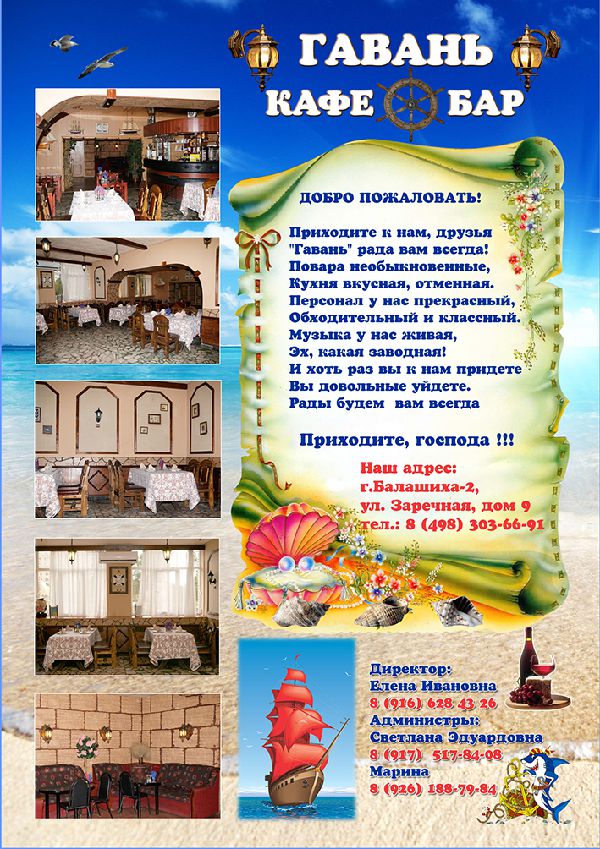 ГАВАНЬ
КАФЕ БАР
ДОБРО ПОЖАЛОВАТЬ!
Приходите к нам, друзья
"Гавань" рада вам всегда!
Повара необыкновенные,
Кухня вкусная, отменная.
Персонал у нас прекрасный,
Обходительный и классный.
Музыка у нас живая,
Эх, какая заводная!
И хоть раз вы к нам придете
Вы довольные уйдете.
Рады будем вам всегда
Приходите, господа !!!
Наш адрес:
г.Балашиха-2,
ул. Заречная, дом 9
тел.: 8 (498) 303-66-91
Директор:
Елена Ивановна
8 (916) 628 43 26
Администры:
Светлана Эдуардовна
8 (917) 517-84-08
Марина
8 (926) 188-79-84